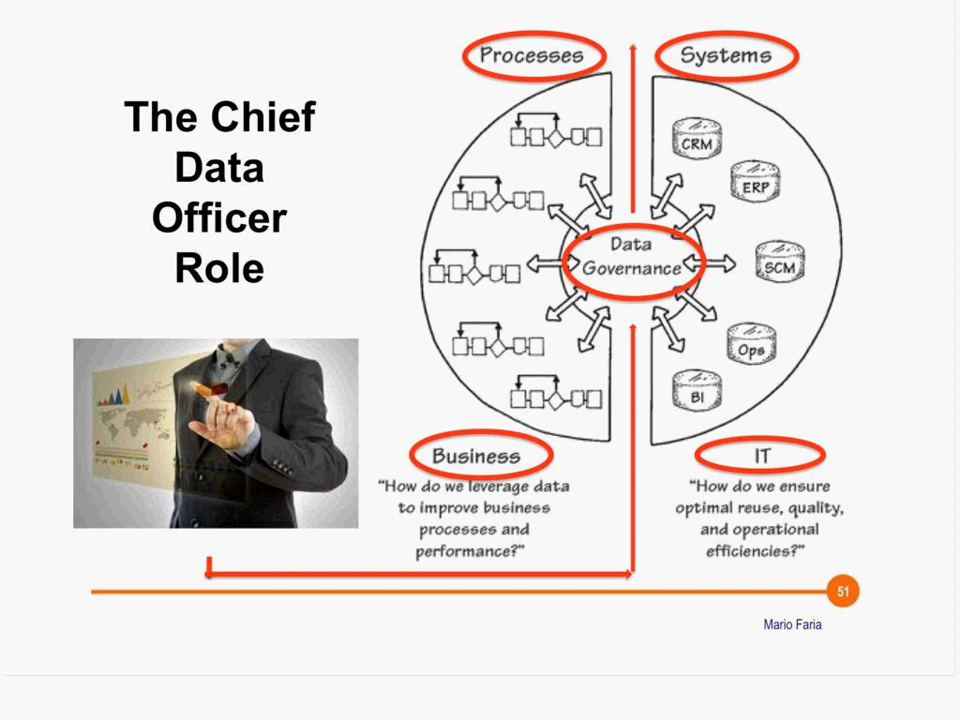 The Chief
Data
Officer
Role
Processes
Systems
CRM
ERP
Data
Governance
SCM
Ops
BI
Business
"How do we leverage data
to improve business
processes and
performance?"
IT
"How do we ensure
optimal reuse, quality,
and operational
efficiencies?"
51
Mario Faria